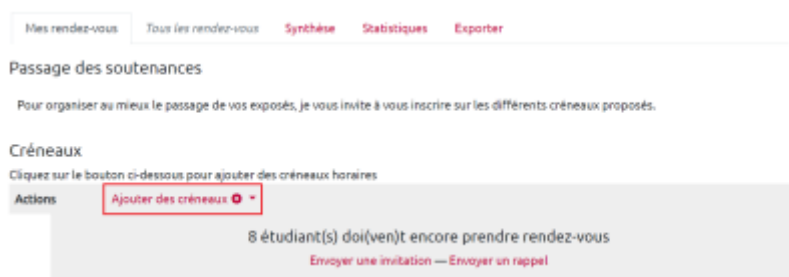 Mes rendez-vous Tous les rendez-vous Synthèse Statistiques Exporter
Passage des soutenances
Pour organiser au mieux le passage de vos exposés, je vous invite à vous inscrire sur les différents créneaux proposés.
Créneaux
Cliquez sur le bouton ci-dessous pour ajouter des créneaux horaires
Actions Ajouter des créneaux
8 étudiant(s) doi(ven)t encore prendre rendez-vous
Envoyer une invitation — Envoyer un rappel